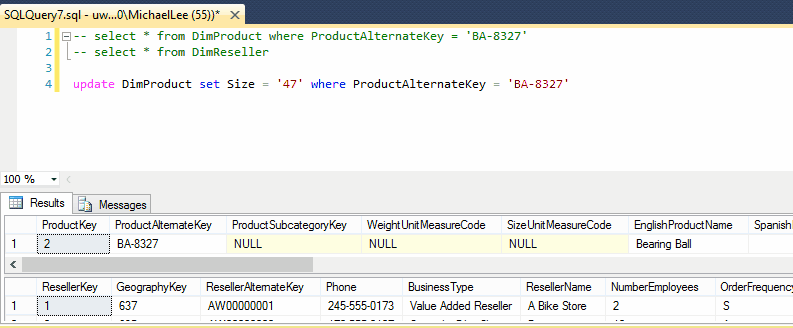 SQLQuery7.sql - uw...0\MichaelLee (55))* ×
1 -- select * from DimProduct where ProductAlternateKey = 'BA-8327'
2 -- select * from DimReseller
3
4 update DimProduct set Size = '47' where ProductAlternateKey = 'BA-8327'
100 %
Results Messages
ProductKey ProductAlternateKey ProductSubcategoryKey WeightUnitMeasureCode SizeUnitMeasureCode EnglishProductName Spanish
1 2 BA-8327 NULL NULL NULL Bearing Ball
ResellerKey GeographyKey ResellerAlternateKey Phone BusinessType ResellerName NumberEmployees OrderFrequency
1 1 637 AW00000001 245-555-0173 Value Added Reseller A Bike Store 2 S